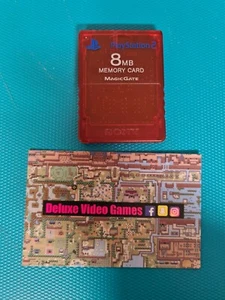 PlayStation 2
8MB
MEMORY CARD
MAGICGATE
SONY
Deluxe Video Games